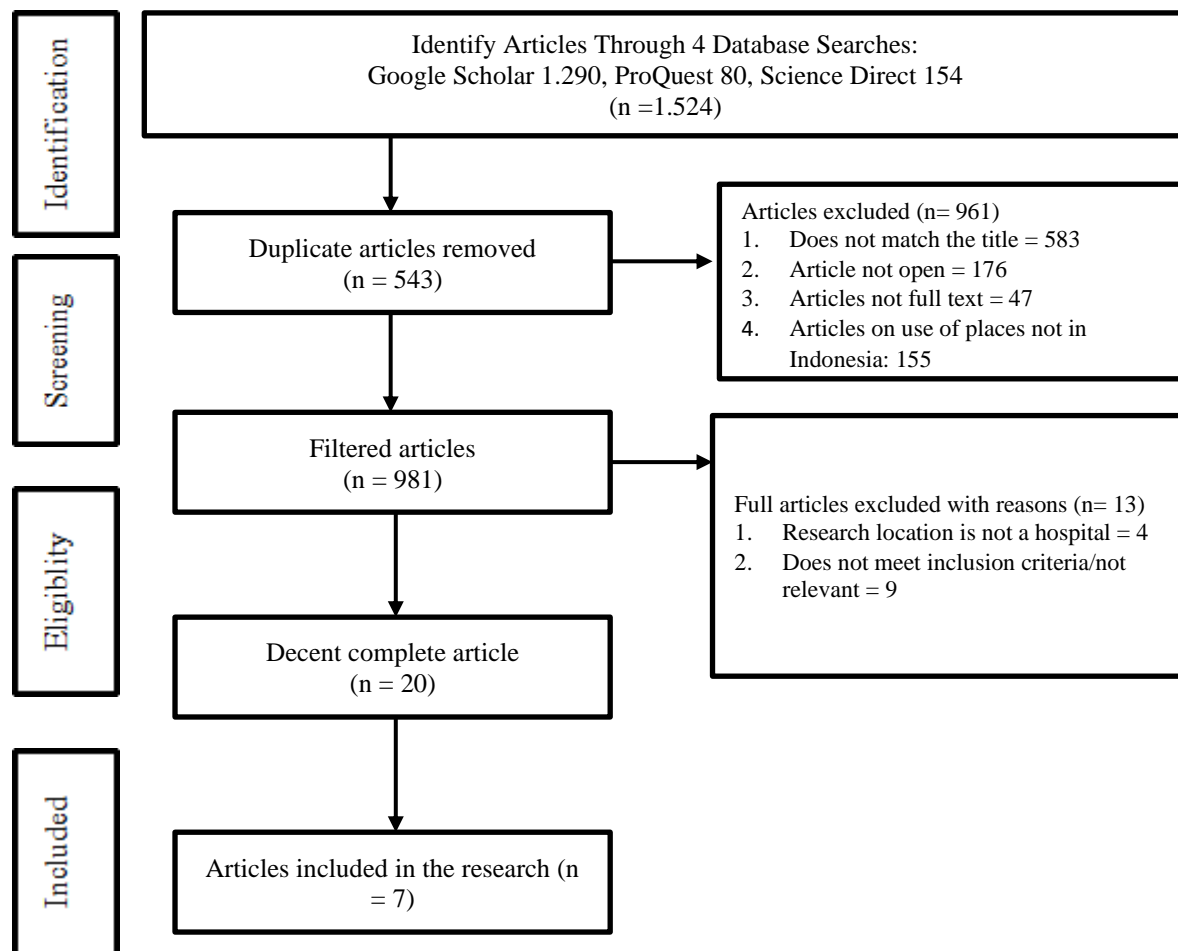 Identification
Identify Articles Through 4 Database Searches:
Google Scholar 1.290, ProQuest 80, Science Direct 154
(n =1.524)
Duplicate articles removed
(n = 543)
Articles excluded (n= 961)
1. Does not match the title = 583
2. Article not open = 176
3. Articles not full text = 47
4. Articles on use of places not in
Indonesia: 155
Screening
Filtered articles
(n = 981)
Full articles excluded with reasons (n= 13)
1. Research location is not a hospital = 4
2. Does not meet inclusion criteria/not
relevant = 9
Eligiblity
Decent complete article
(n = 20)
Included
Articles included in the research (n
= 7)